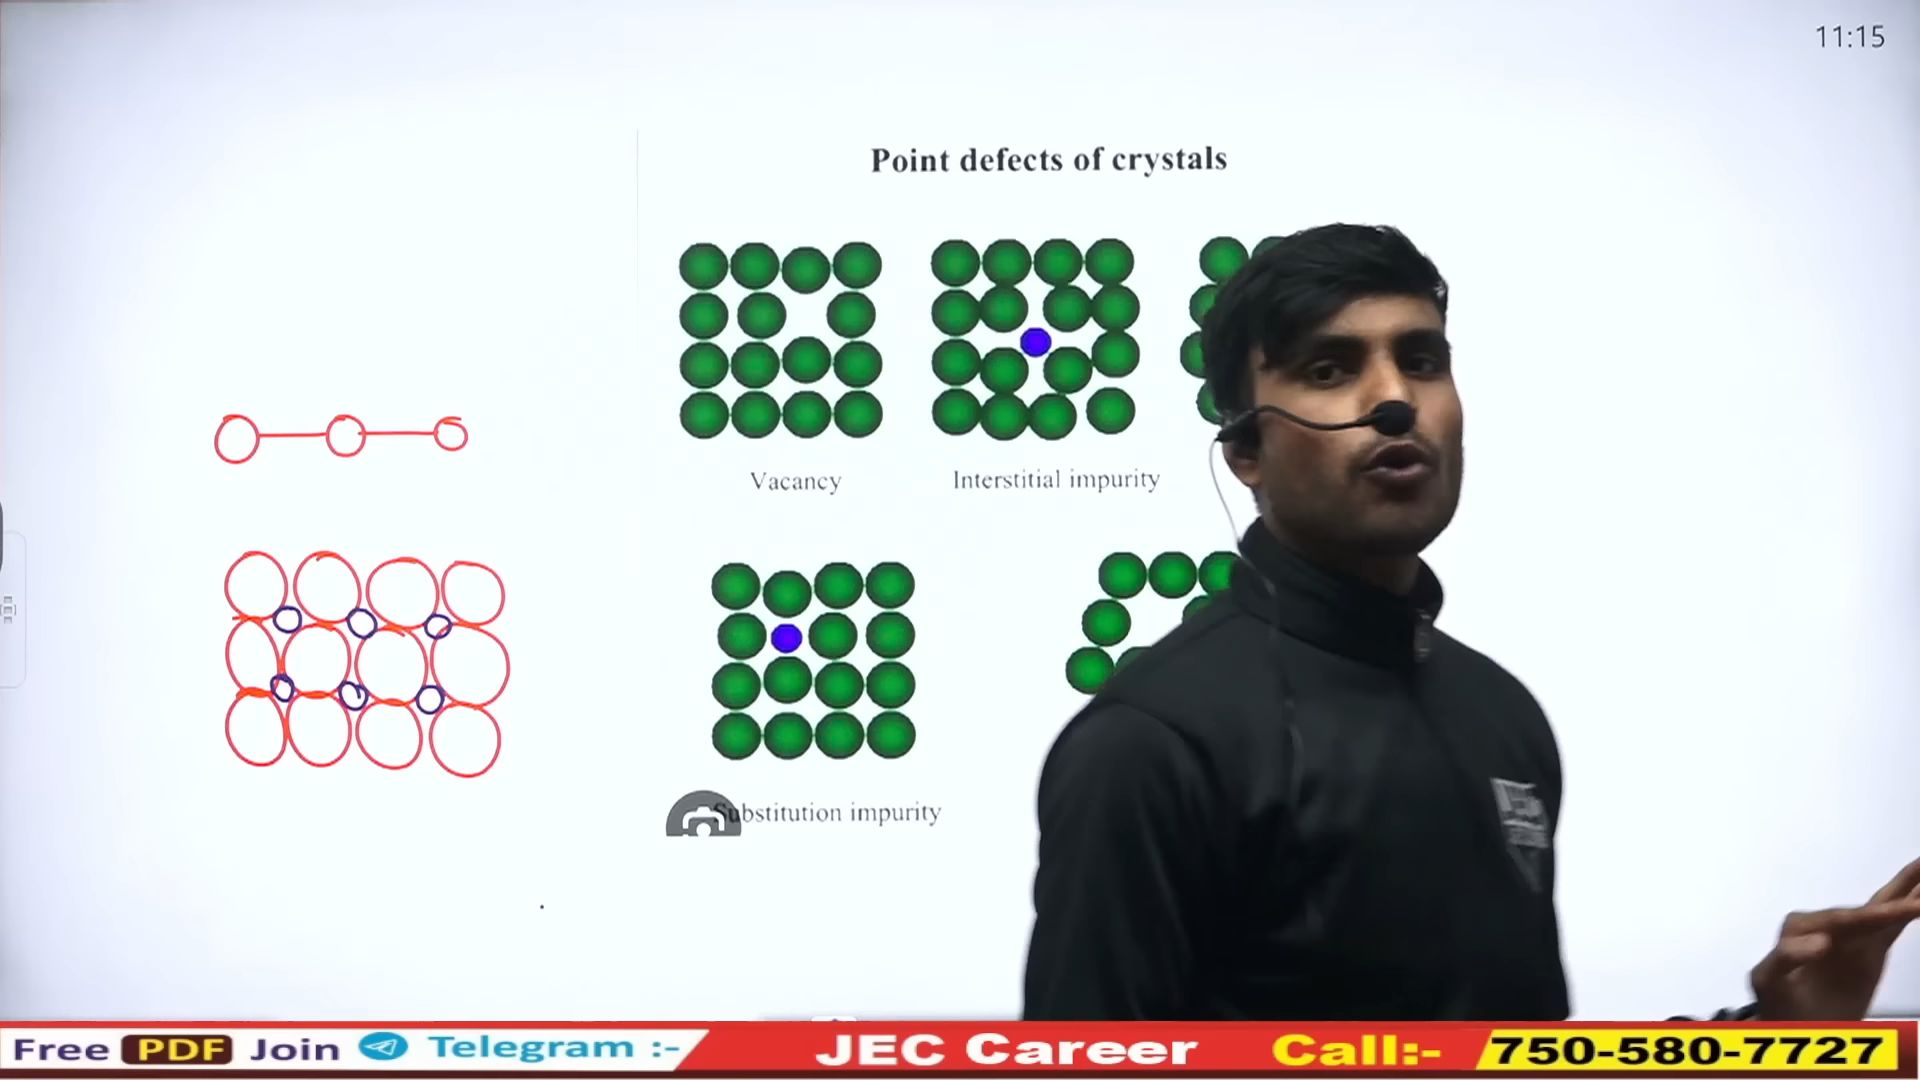 11:15
Point defects of crystals
Vacancy
Interstitial impurity
Substitution impurity
Free PDF Join Telegram :-
JEC Career
Call:- 750-580-7727